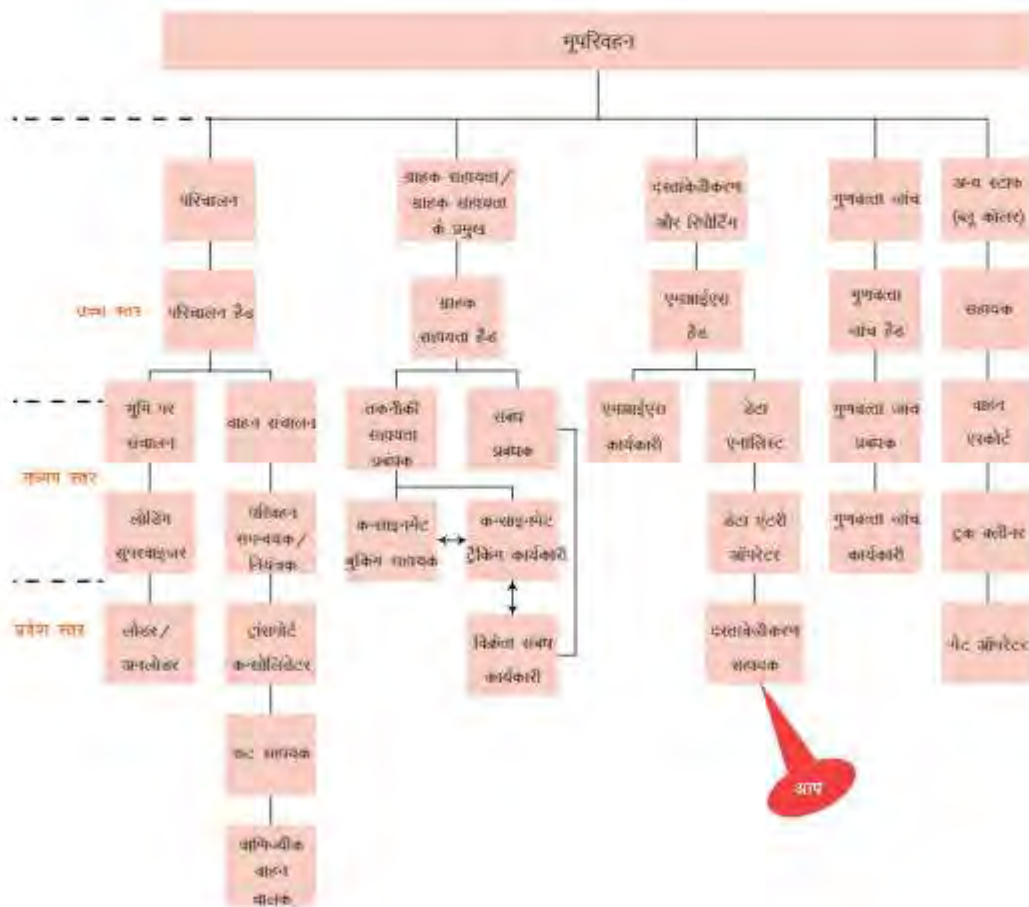 भूपरिवहन
परिचालन
ग्राहक सहायता/
ग्राहक सहायता
के प्रमुख
दस्तावेजीकरण
और रिपोर्टिंग
गुणवत्ता जांच
अन्य स्टाफ
(ब्लू कॉलर)
उच्च स्तर
परिचालन हैड
ग्राहक
सहायता हैड
एमआईएस
हैड
गुणवत्ता
जांच हैड
सहायक
मध्यम स्तर
भूमि पर
संचालन
वाहन संचालन
तकनीकी
सहायता
प्रबंधक
संबंध
प्रबंधक
एमआईएस
कार्यकारी
डेटा
एनालिस्ट
गुणवत्ता जांच
प्रबंधक
वाहन
एस्कोर्ट
लोडिंग
सुपरवाइजर
परिवहन
समन्वयक/
नियंत्रक
कन्साइनमेंट
बुकिंग सहायक
कन्साइनमेंट
ट्रैकिंग कार्यकारी
डेटा एंटरी
ऑपरेटर
गुणवत्ता जांच
कार्यकारी
ट्रक क्लीनर
प्रवेश स्तर
लोडर/
अनलोडर
ट्रांसपोर्ट
कन्सोलिडेटर
विक्रेता संबंध
कार्यकारी
दस्तावेजीकरण
सहायक
गेट ऑपरेटर
रूट सहायक
आप
वाणिज्यीक
वाहन
चालक